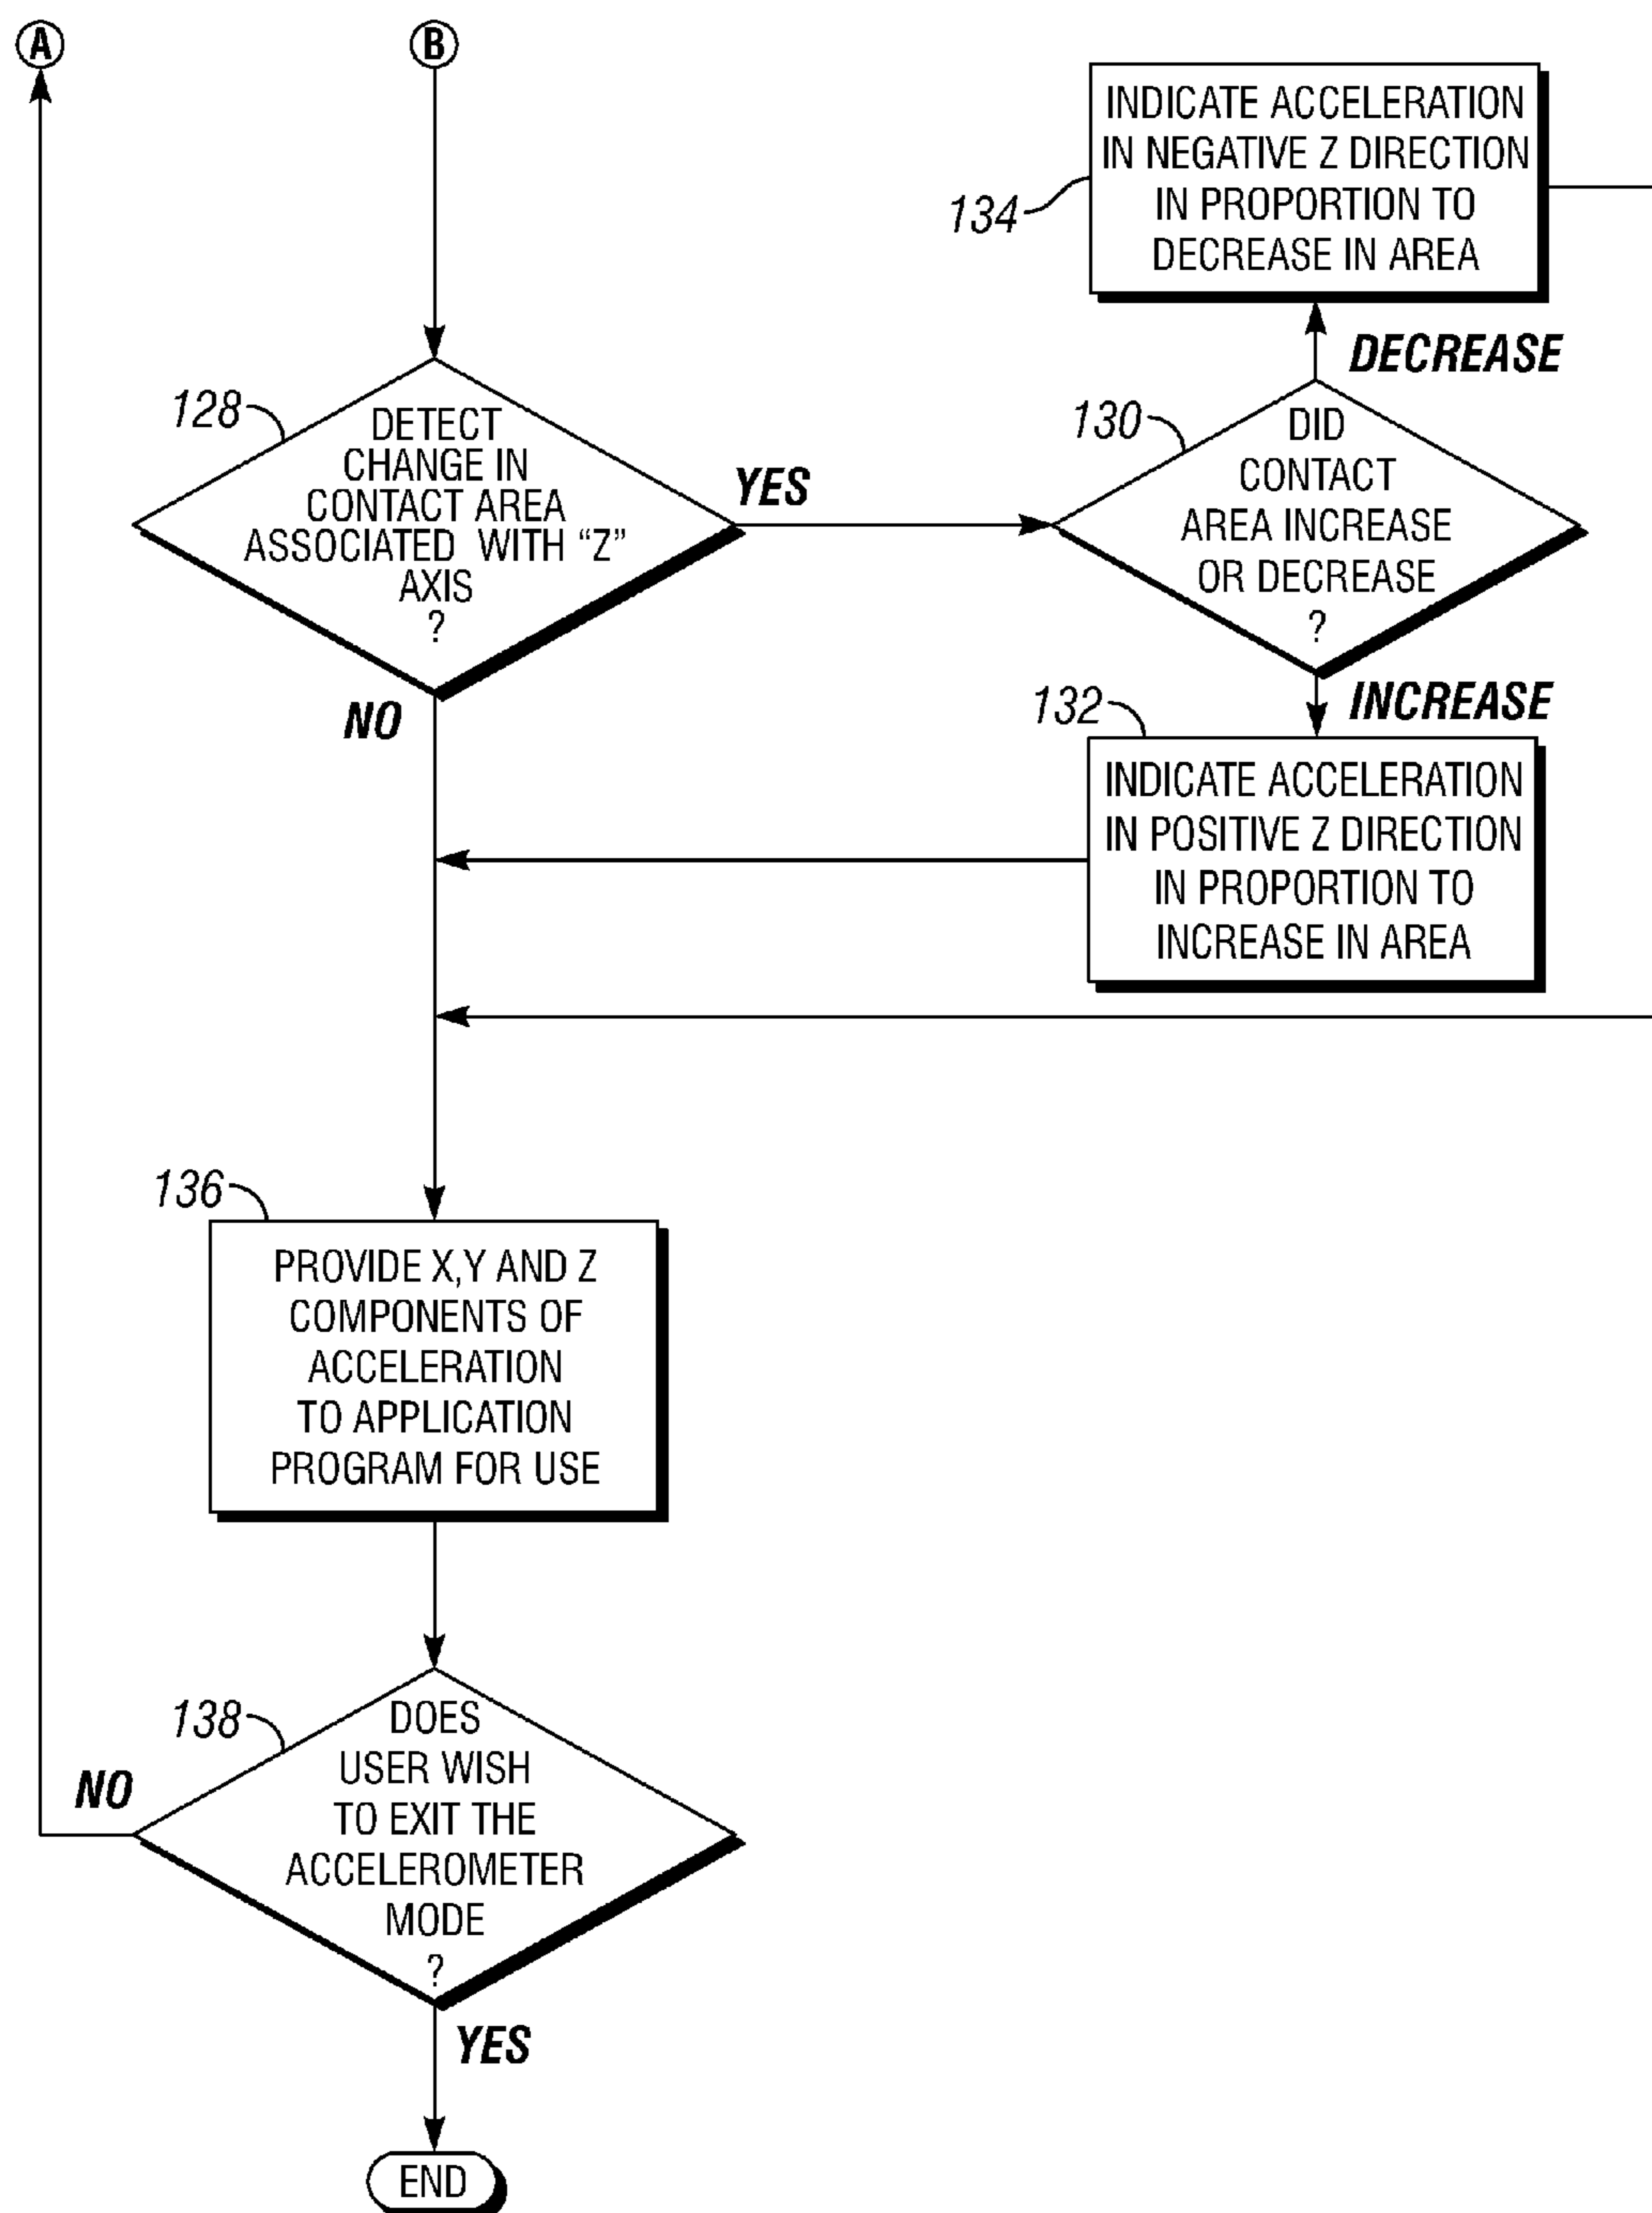 A
B
INDICATE ACCELERATION
IN NEGATIVE Z DIRECTION
IN PROPORTION TO
DECREASE IN AREA
134
DECREASE
128
DETECT
CHANGE IN
CONTACT AREA
ASSOCIATED WITH “Z”
AXIS
?
YES
NO
130
DID
CONTACT
AREA INCREASE
OR DECREASE
?
INCREASE
132
INDICATE ACCELERATION
IN POSITIVE Z DIRECTION
IN PROPORTION TO
INCREASE IN AREA
136
PROVIDE X,Y AND Z
COMPONENTS OF
ACCELERATION
TO APPLICATION
PROGRAM FOR USE
138
DOES
USER WISH
TO EXIT THE
ACCELEROMETER
MODE
?
NO
YES
END